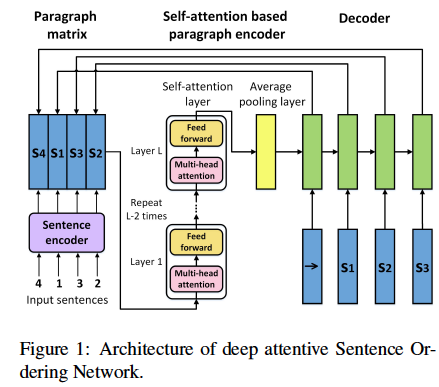 Paragraph
matrix
Self-attention based
paragraph encoder
Decoder
Self-attention
layer
Average
pooling layer
S4 S1 S3 S2
Sentence
encoder
4 1 3 2
Input sentences
Layer L
Feed
forward
Multi-head
attention
Repeat
L-2 times
Layer 1
Feed
forward
Multi-head
attention
S1 S2 S3
Figure 1: Architecture of deep attentive Sentence Or-
dering Network.